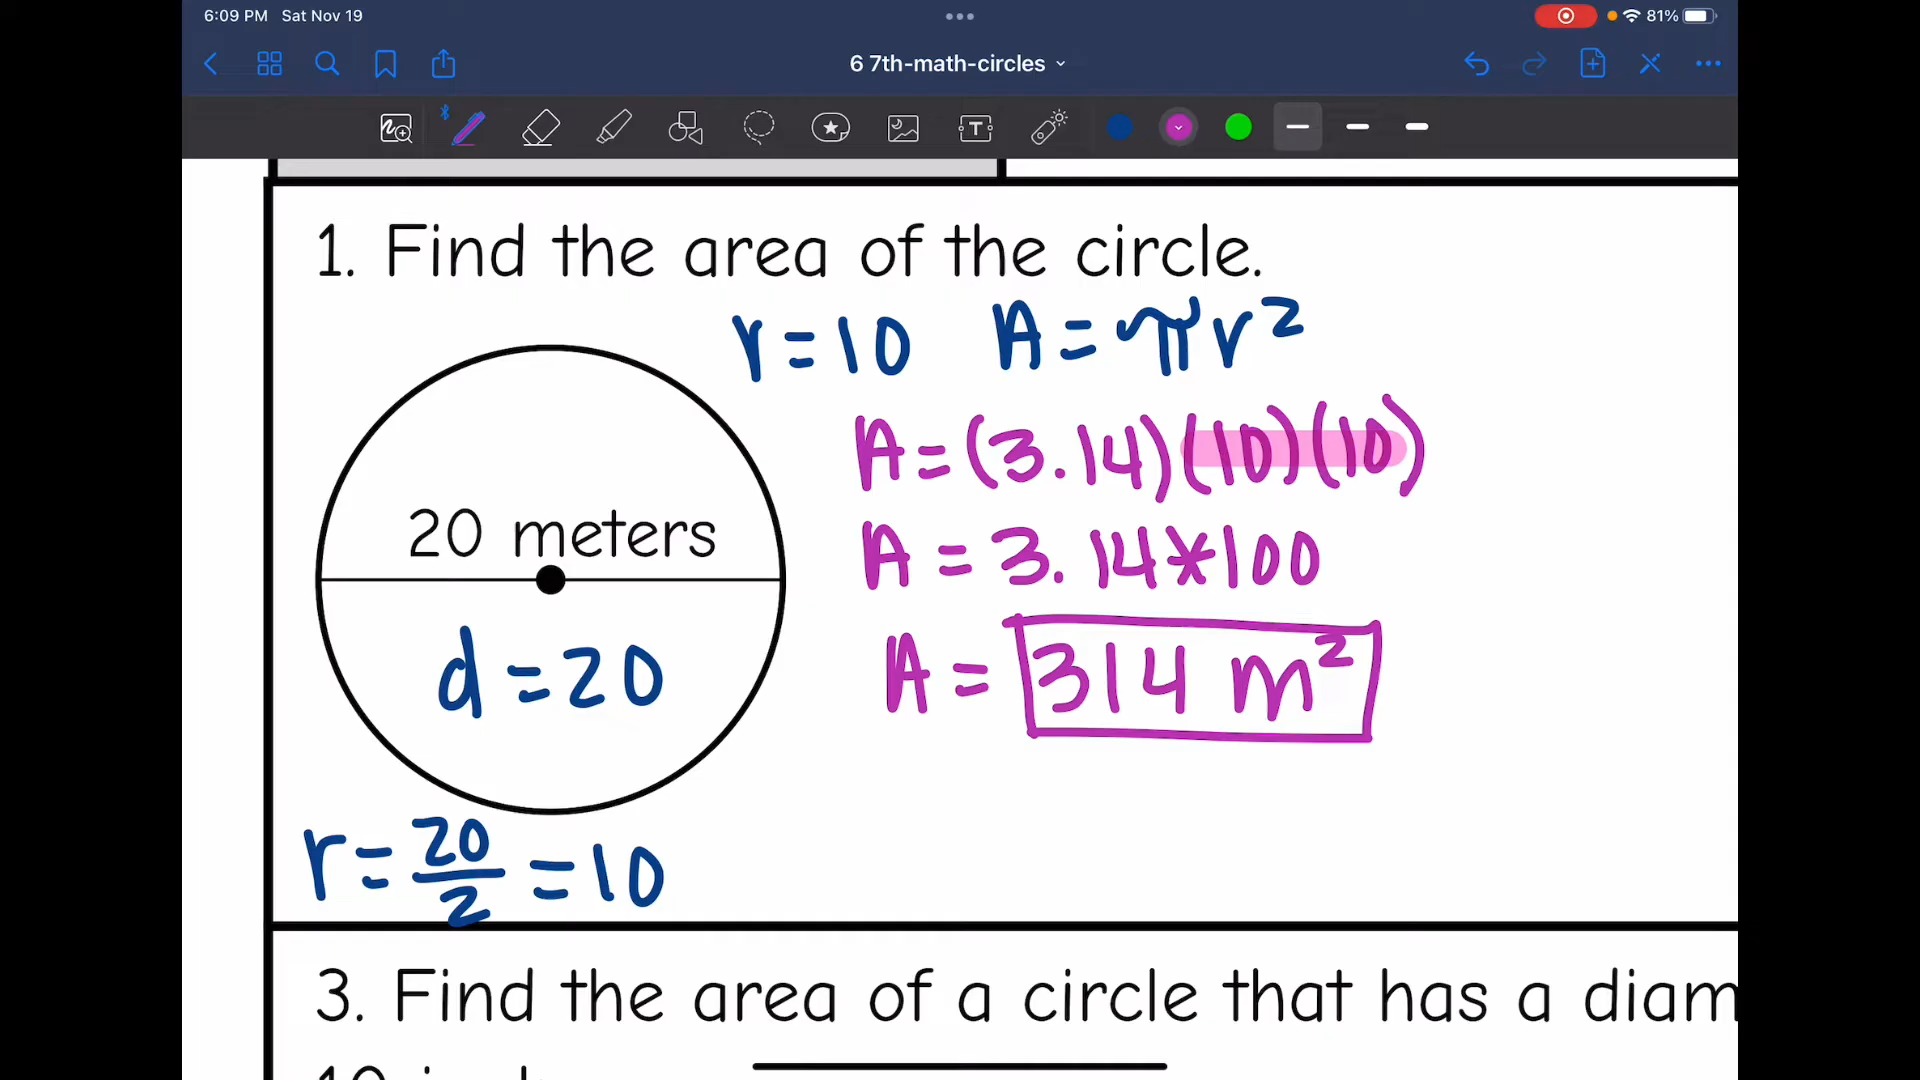 6:09 PM Sat Nov 19
81%
6 7th-math-circles
T
1. Find the area of the circle.
r=10 A=πr²
A=(3.14)(10)(10)
20 meters
A=3.14*100
d=20
A=314 m²
r=20/2=10
3. Find the area of a circle that has a diam